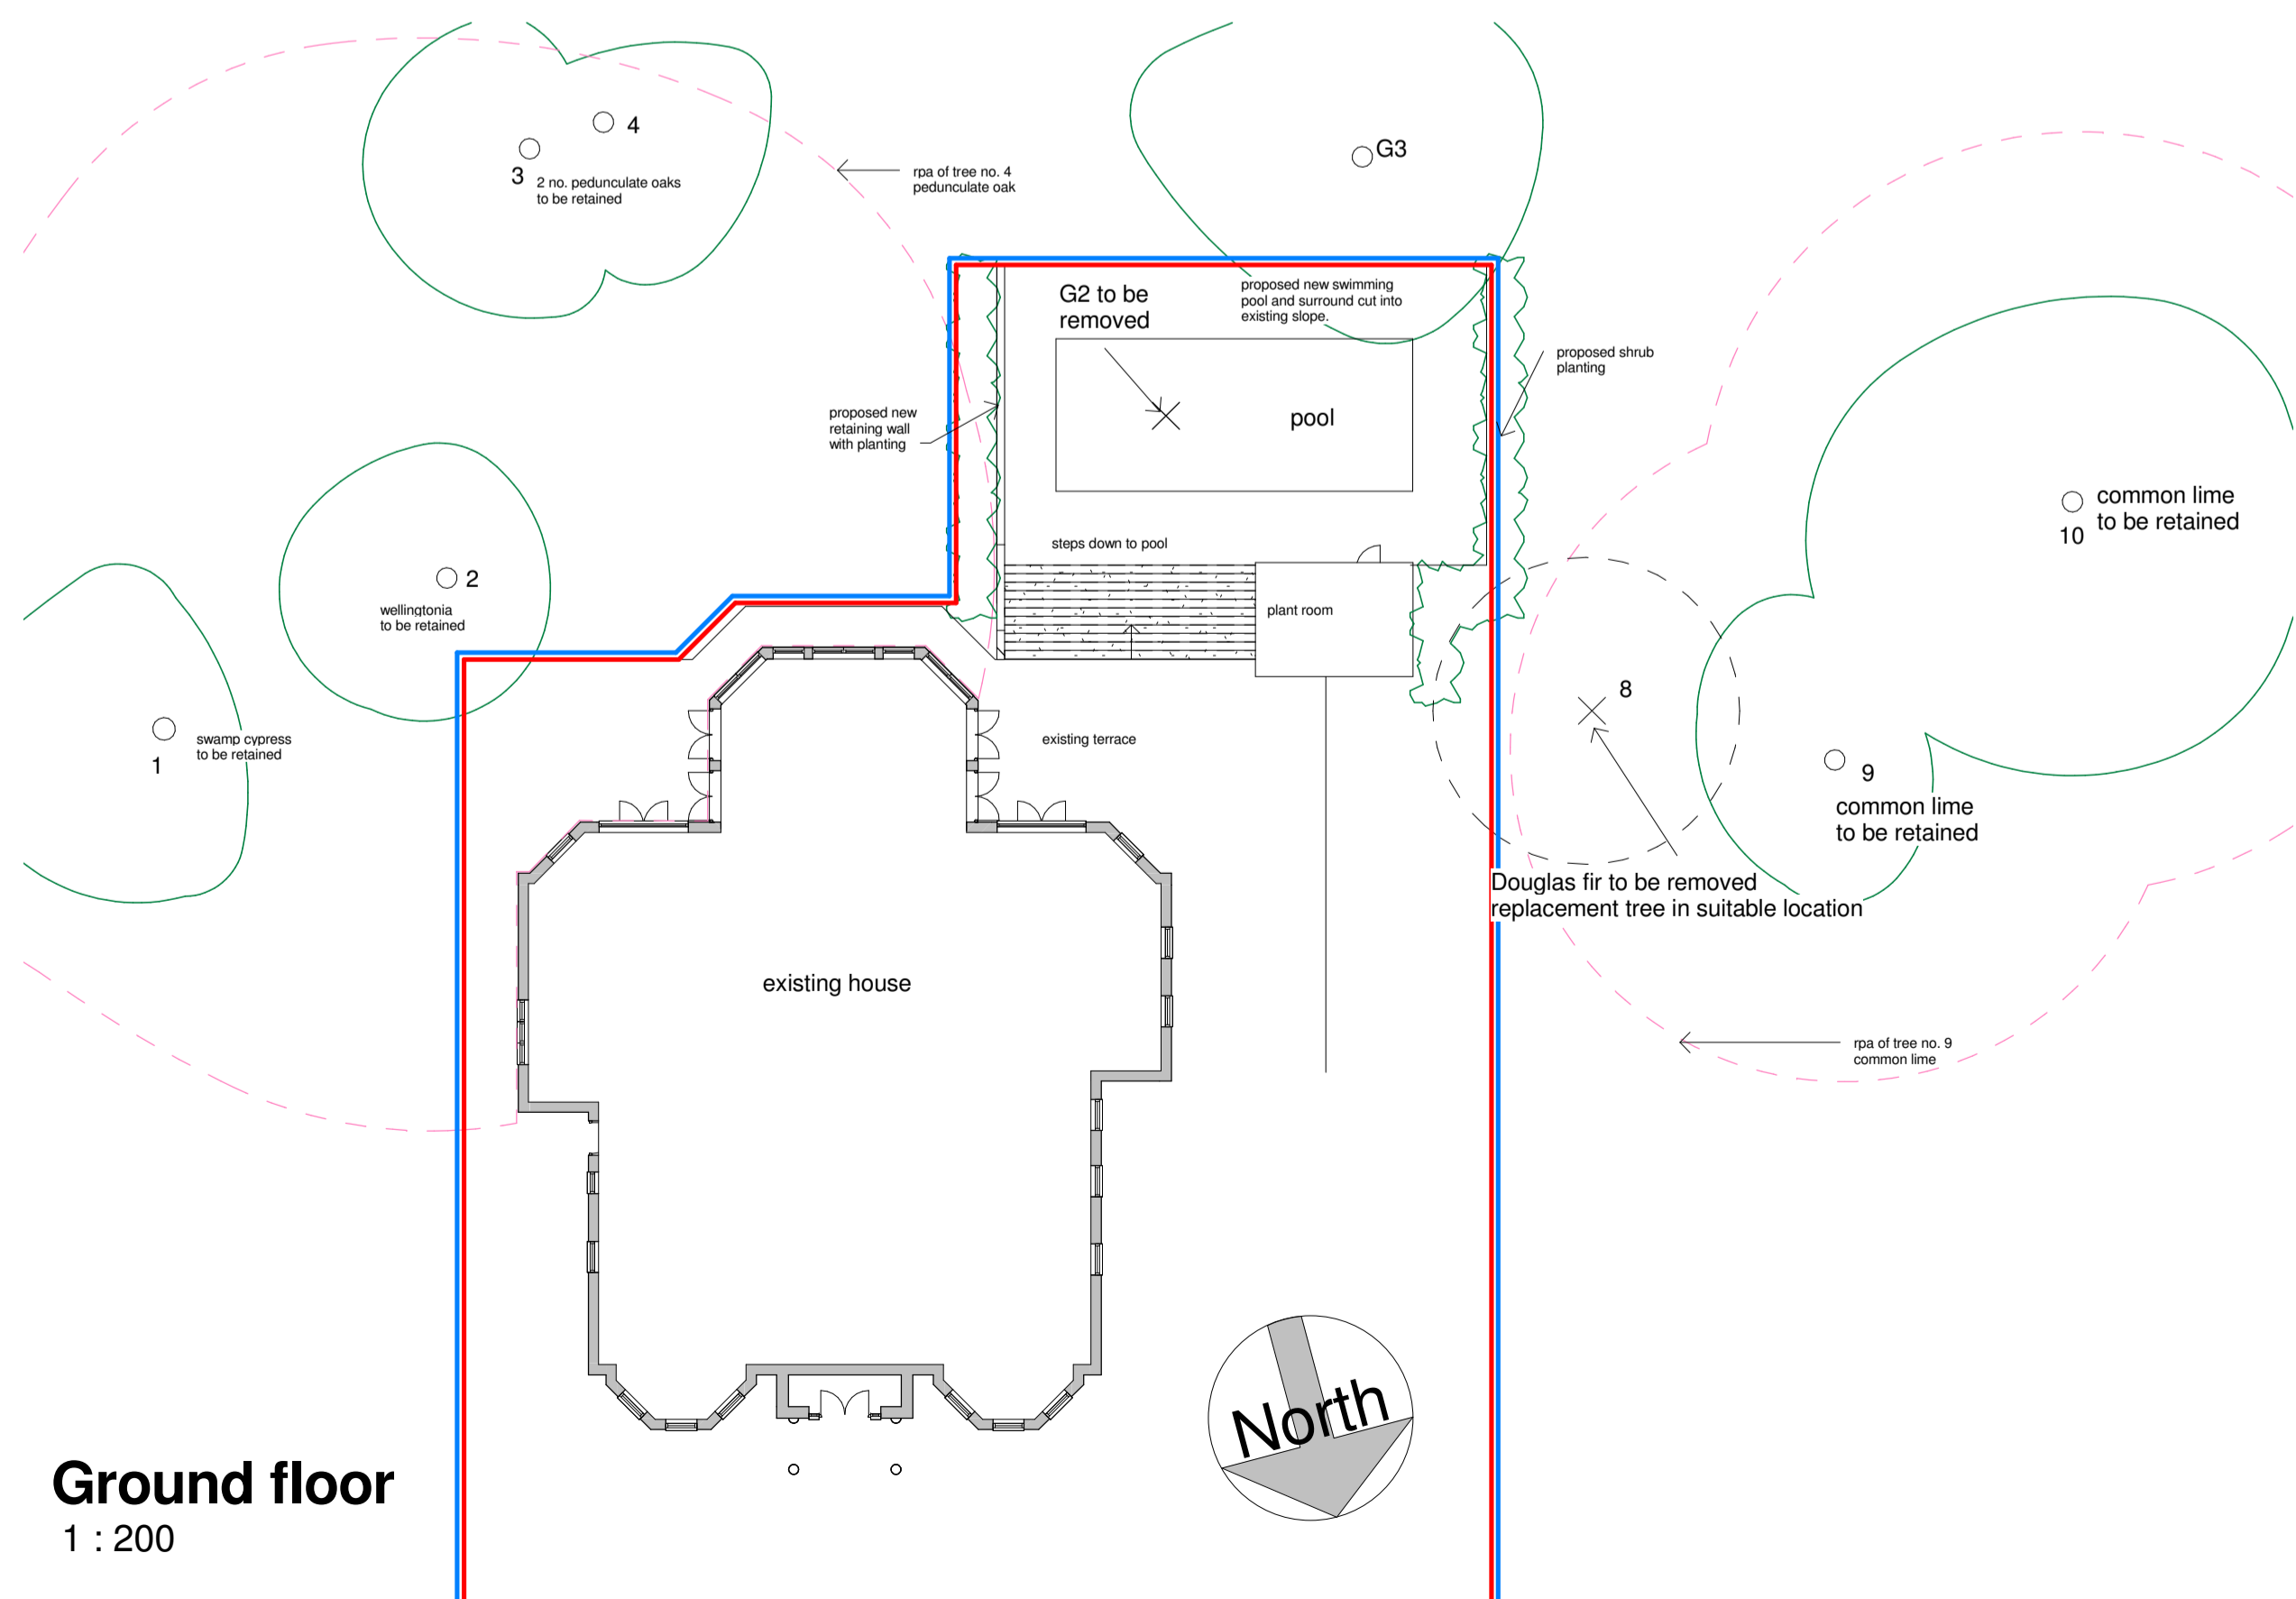 4
3
2 no. pedunculate oaks
to be retained
rpa of tree no. 4
pedunculate oak
G3
G2 to be
removed
proposed new swimming
pool and surround cut into
existing slope.
proposed shrub
planting
proposed new
retaining wall
with planting
pool
common lime
to be retained
10
steps down to pool
2
wellingtonia
to be retained
plant room
8
swamp cypress
to be retained
1
existing terrace
9
common lime
to be retained
Douglas fir to be removed
replacement tree in suitable location
existing house
rpa of tree no. 9
common lime
North
Ground floor
1 : 200